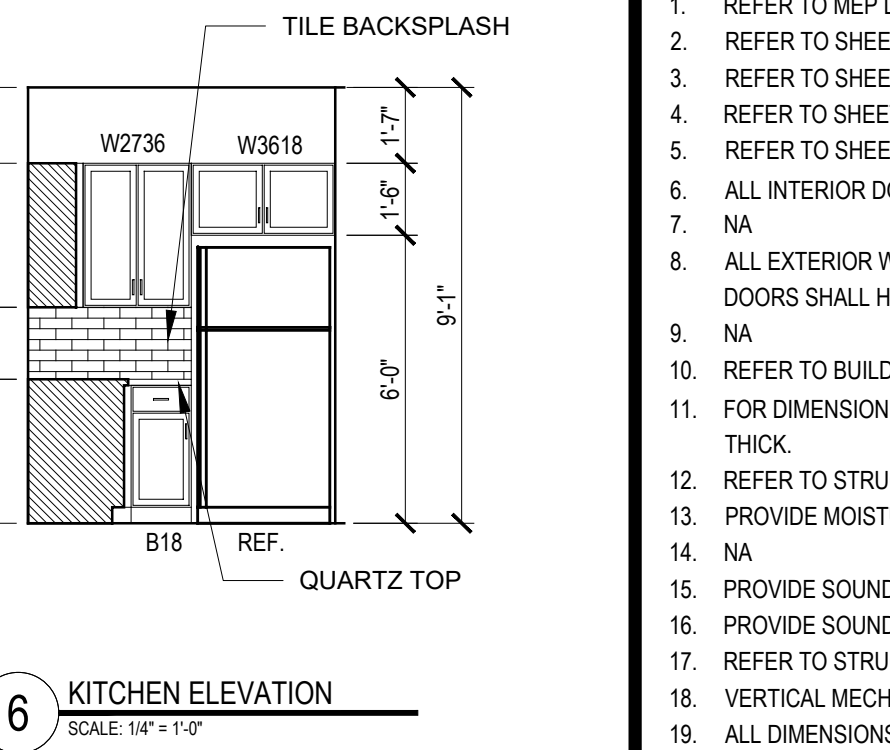 TILE BACKSPLASH
W2736
W3618
1'-7"
1'-6"
6'-0"
9'-1"
B18
REF.
QUARTZ TOP
6
KITCHEN ELEVATION
SCALE: 1/4" = 1'-0"
1. REFER TO MEP
2. REFER TO SHEE
3. REFER TO SHEE
4. REFER TO SHEE
5. REFER TO SHEE
6. ALL INTERIOR DO
7. NA
8. ALL EXTERIOR W
DOORS SHALL H
9. NA
10. REFER TO BUILD
11. FOR DIMENSION
THICK.
12. REFER TO STRU
13. PROVIDE MOIST
14. NA
15. PROVIDE SOUND
16. PROVIDE SOUND
17. REFER TO STRU
18. VERTICAL MECH
19. ALL DIMENSIONS